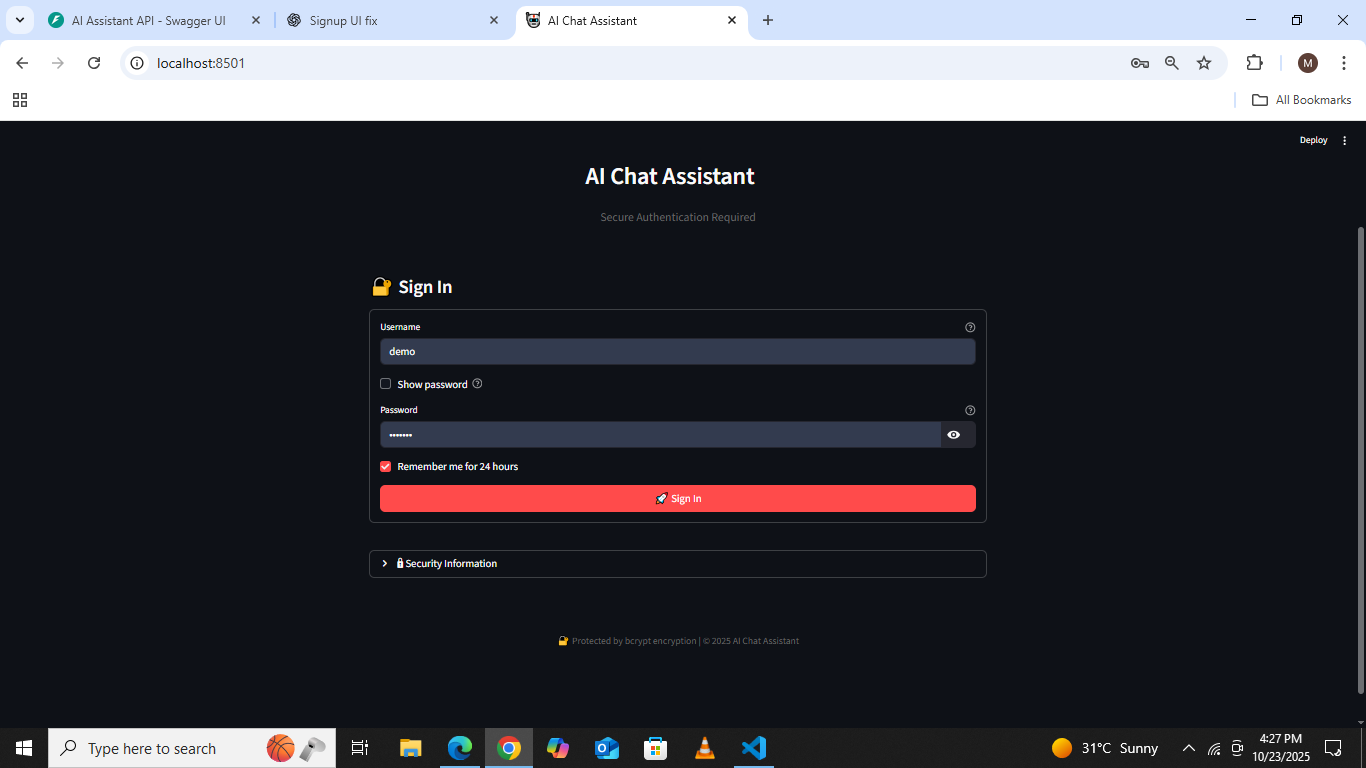 AI Assistant API - Swagger UI
Signup UI fix
AI Chat Assistant
localhost:8501
M
All Bookmarks
Deploy
AI Chat Assistant
Secure Authentication Required
Sign In
Username
demo
Show password
Password
•••••••
Remember me for 24 hours
Sign In
Security Information
Protected by bcrypt encryption | © 2025 AI Chat Assistant
Type here to search
31°C Sunny
4:27 PM
10/23/2025